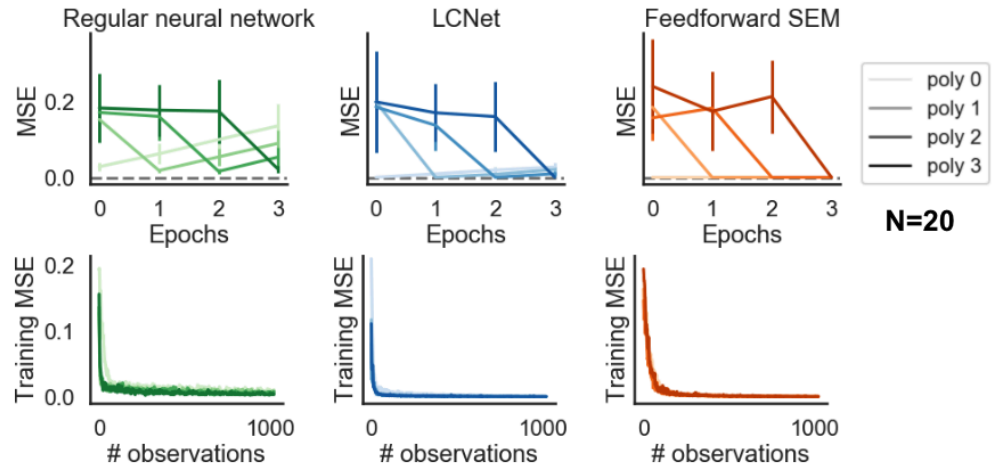 Regular neural network
LCNet
Feedforward SEM
MSE
0.2
0.0
0 1 2 3
Epochs
MSE
0 1 2 3
Epochs
MSE
0 1 2 3
Epochs
poly 0
poly 1
poly 2
poly 3
N=20
Training MSE
0.2
0.1
0.0
0 1000
# observations
Training MSE
0 1000
# observations
Training MSE
0 1000
# observations